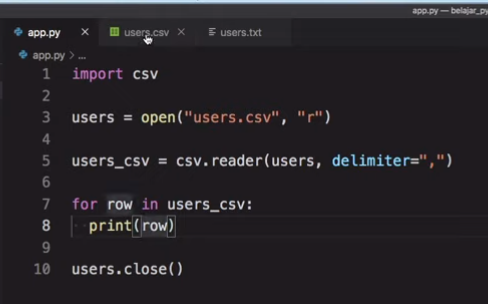 app.py — belajar_py
app.py × users.csv × users.txt
app.py > ...
1 import csv
2
3 users = open("users.csv", "r")
4
5 users_csv = csv.reader(users, delimiter=",")
6
7 for row in users_csv:
8 print(row)
9
10 users.close()